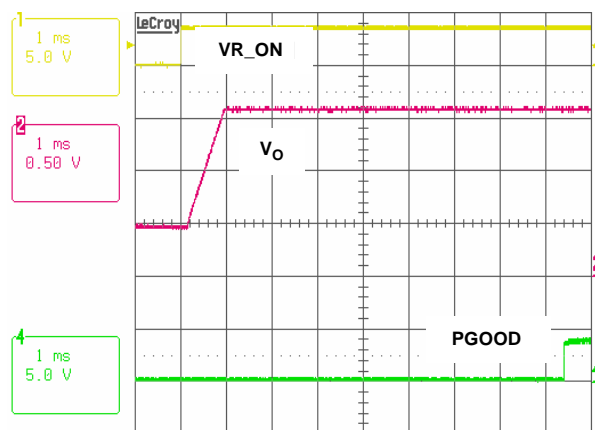 1
1 ms
5.0 V
2
1 ms
0.50 V
4
1 ms
5.0 V
LeCroy
VR_ON
VO
PGOOD